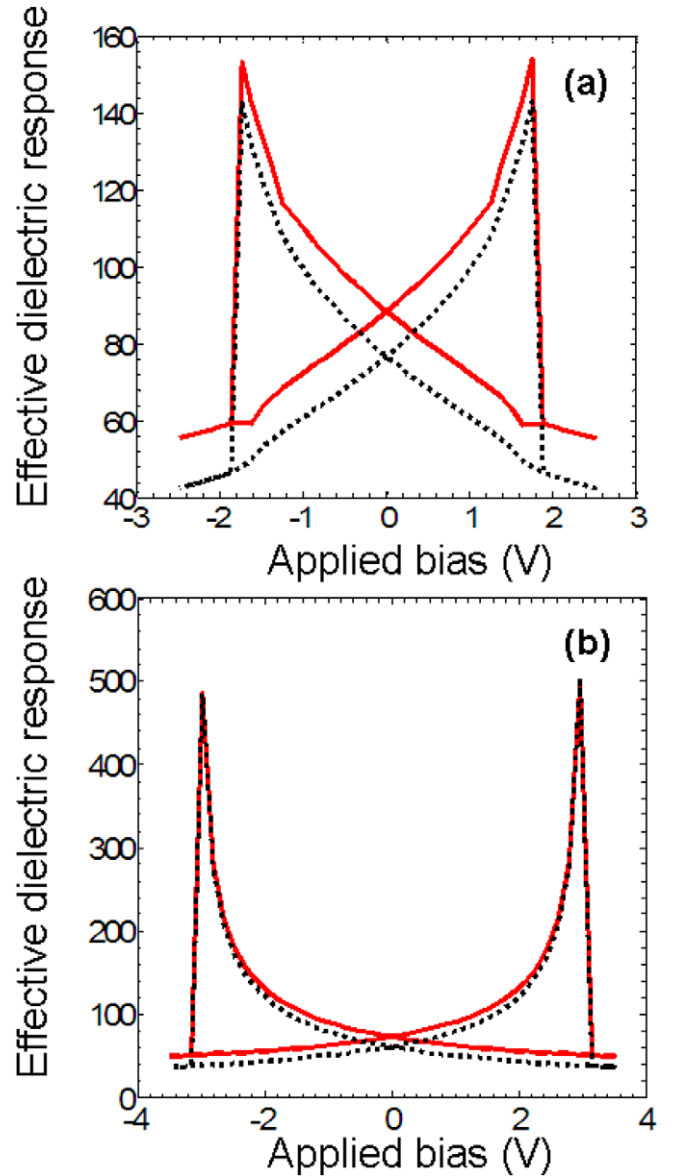 Effective dielectric response
160
140
120
100
80
60
40
(a)
-3 -2 -1 0 1 2 3
Applied bias (V)
Effective dielectric response
600
500
400
300
200
100
0
(b)
-4 -2 0 2 4
Applied bias (V)